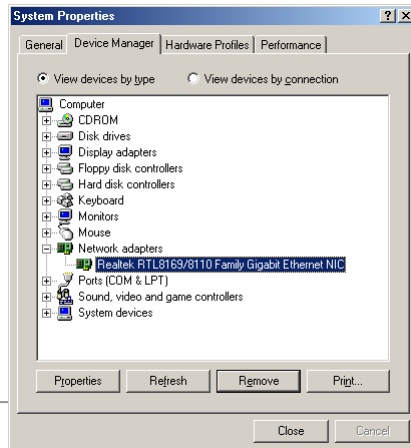 System Properties
General Device Manager Hardware Profiles Performance
View devices by type View devices by connection
Computer
CDROM
Disk drives
Display adapters
Floppy disk controllers
Hard disk controllers
Keyboard
Monitors
Mouse
Network adapters
Realtek RTL8169/8110 Family Gigabit Ethernet NIC
Ports (COM & LPT)
Sound, video and game controllers
System devices
Properties Refresh Remove Print...
Close Cancel